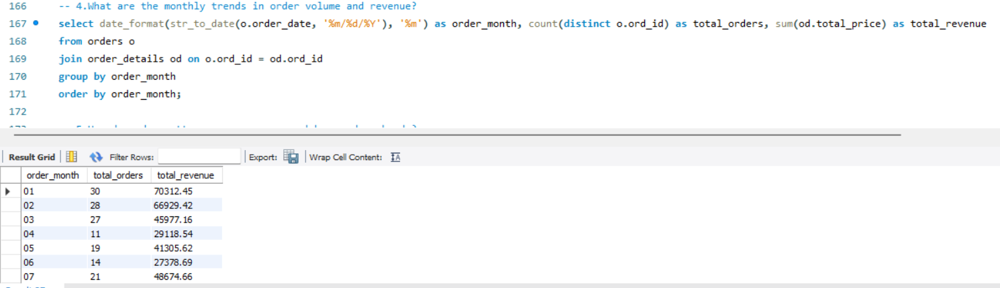 166 -- 4.What are the monthly trends in order volume and revenue?
167 select date_format(str_to_date(o.order_date, '%m/%d/%Y'), '%m') as order_month, count(distinct o.ord_id) as total_orders, sum(od.total_price) as total_revenue
168 from orders o
169 join order_details od on o.ord_id = od.ord_id
170 group by order_month
171 order by order_month;
172
Result Grid Filter Rows: Export: Wrap Cell Content:
order_month total_orders total_revenue
01 30 70312.45
02 28 66929.42
03 27 45977.16
04 11 29118.54
05 19 41305.62
06 14 27378.69
07 21 48674.66